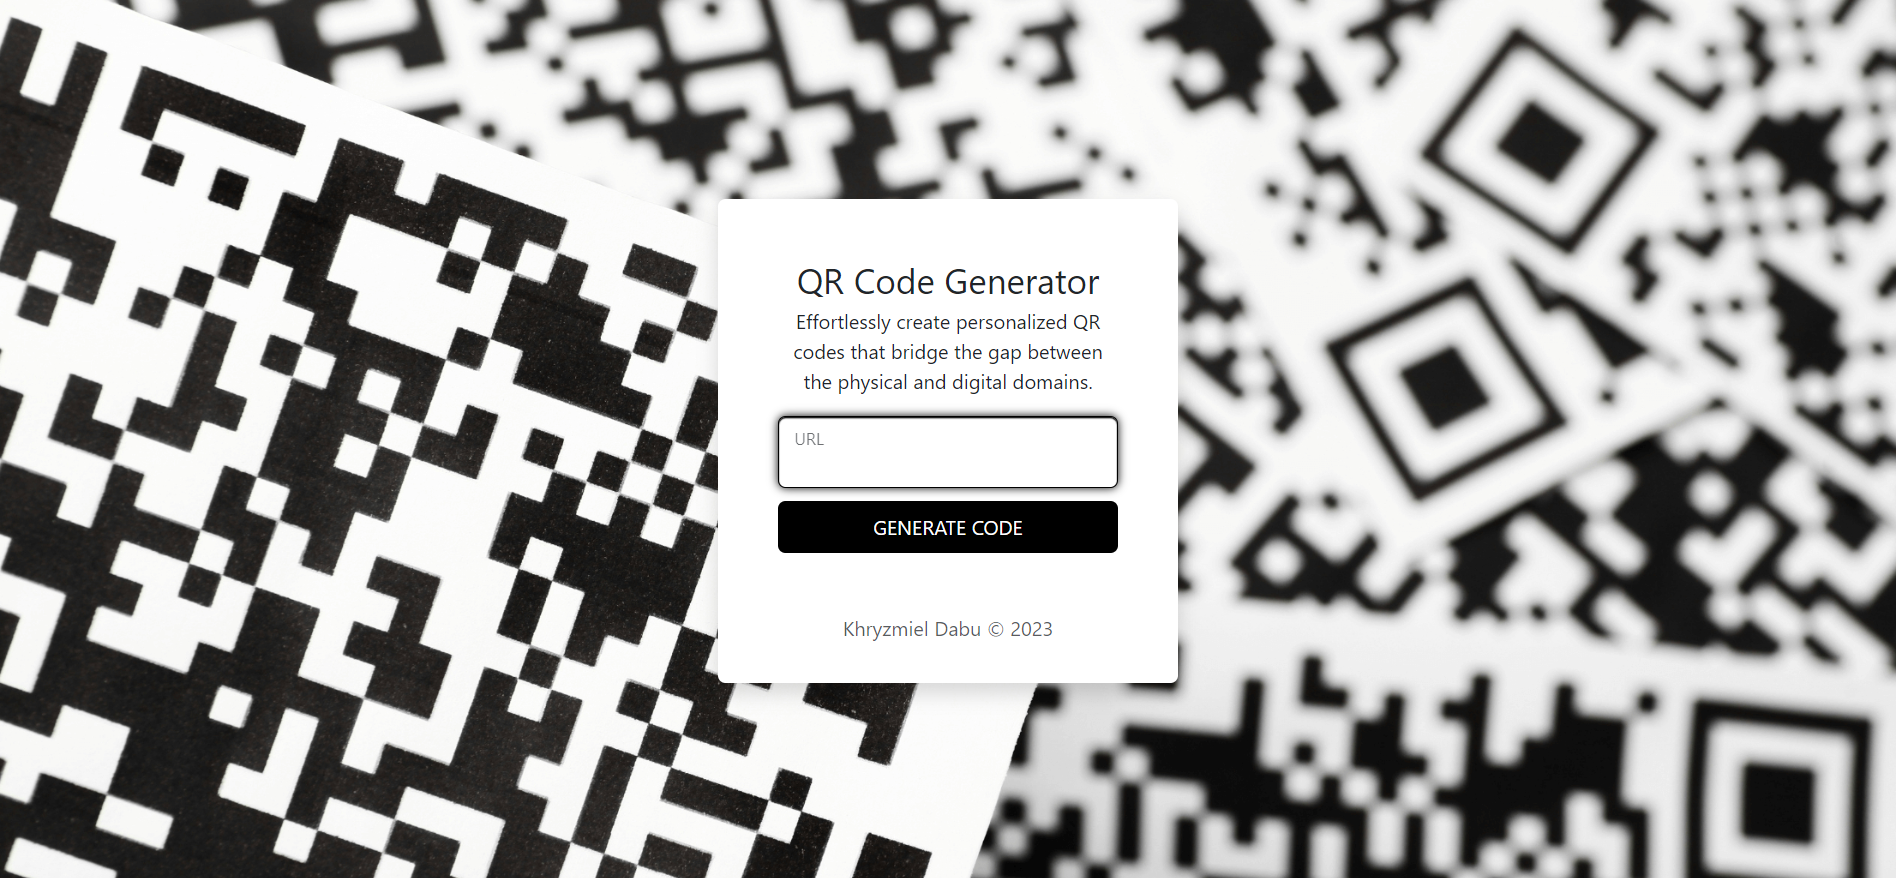 QR Code Generator
Effortlessly create personalized QR
codes that bridge the gap between
the physical and digital domains.
URL
GENERATE CODE
Khryzmiel Dabu © 2023